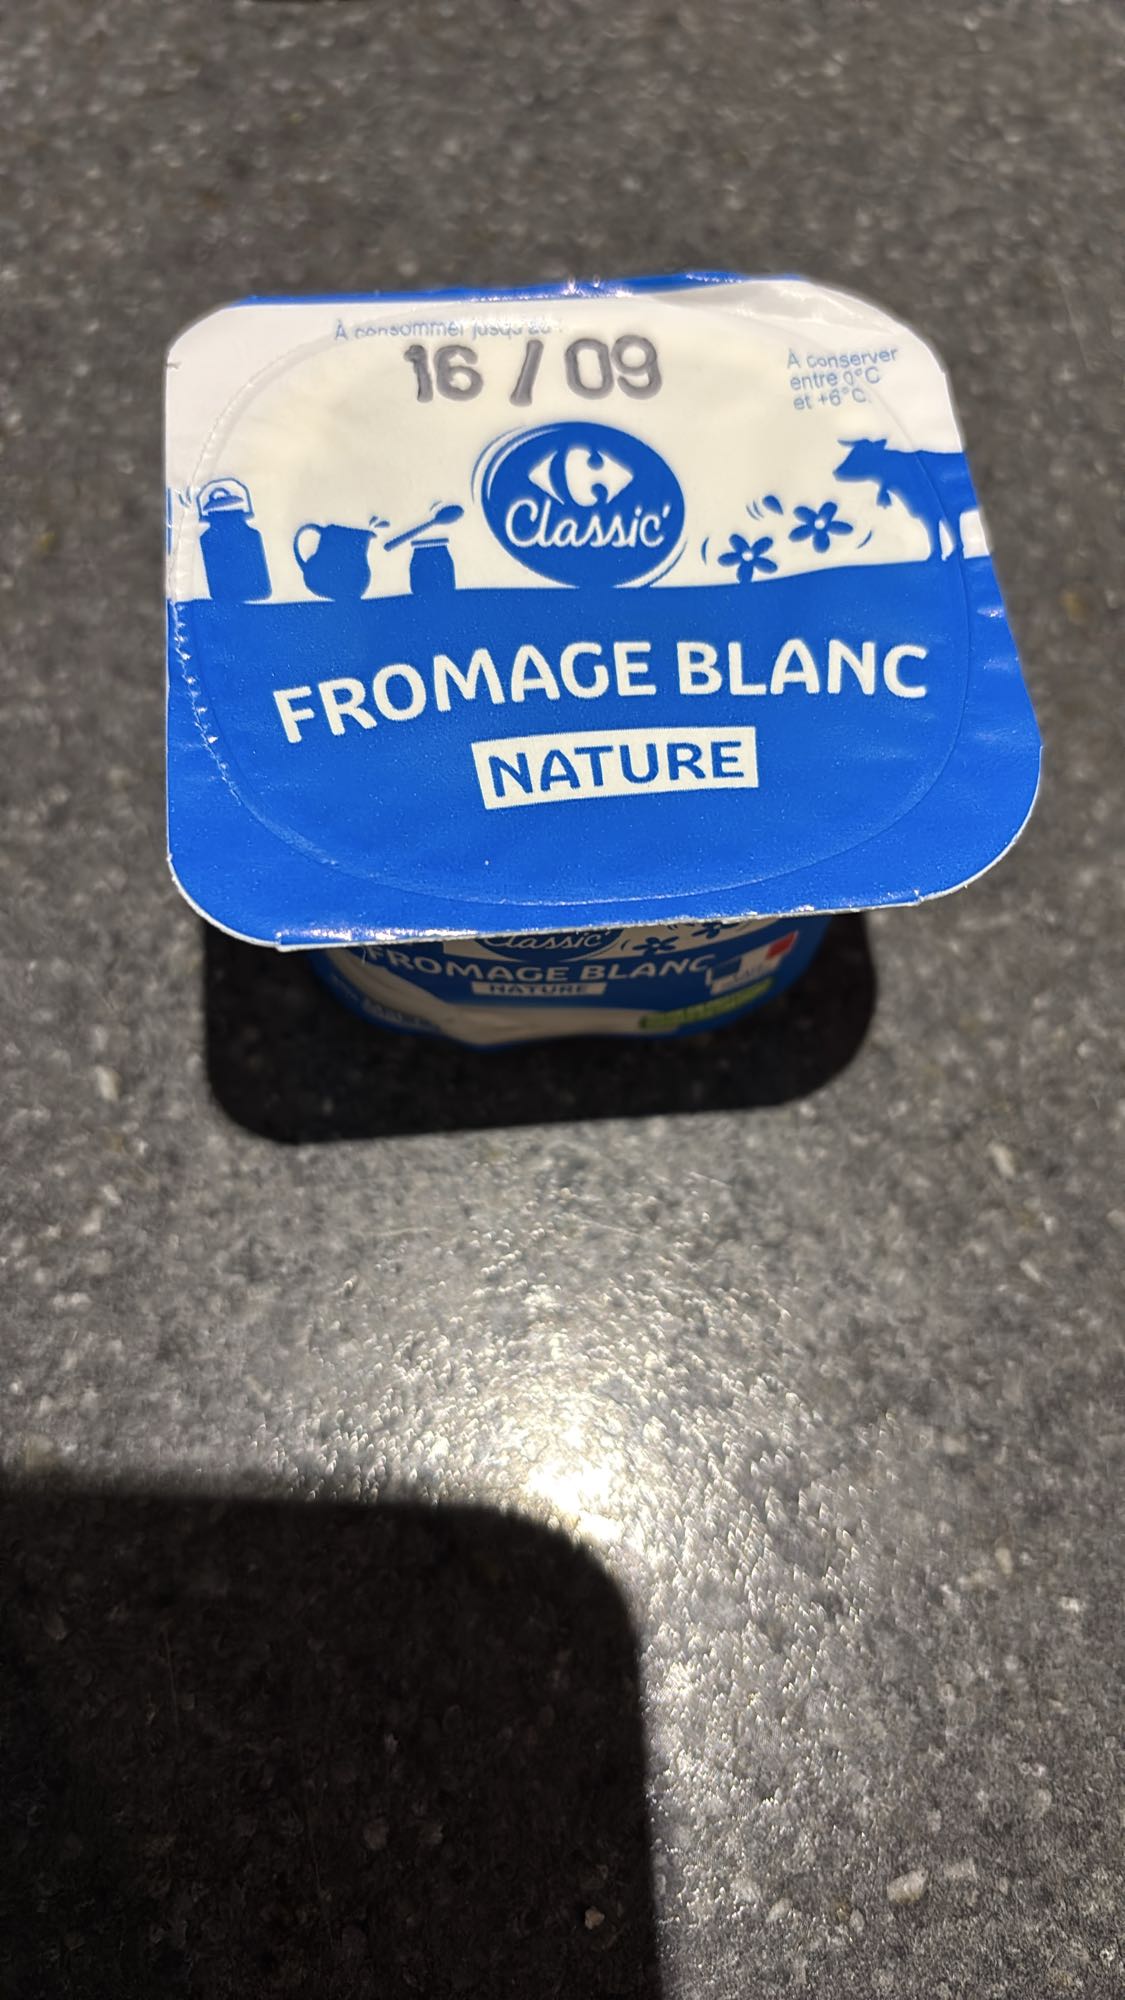 À consommer jusqu'au :
16 / 09
À conserver
entre 0°C
et +6°C.
Classic'
FROMAGE BLANC
NATURE
Classic'
FROMAGE BLANC
NATURE